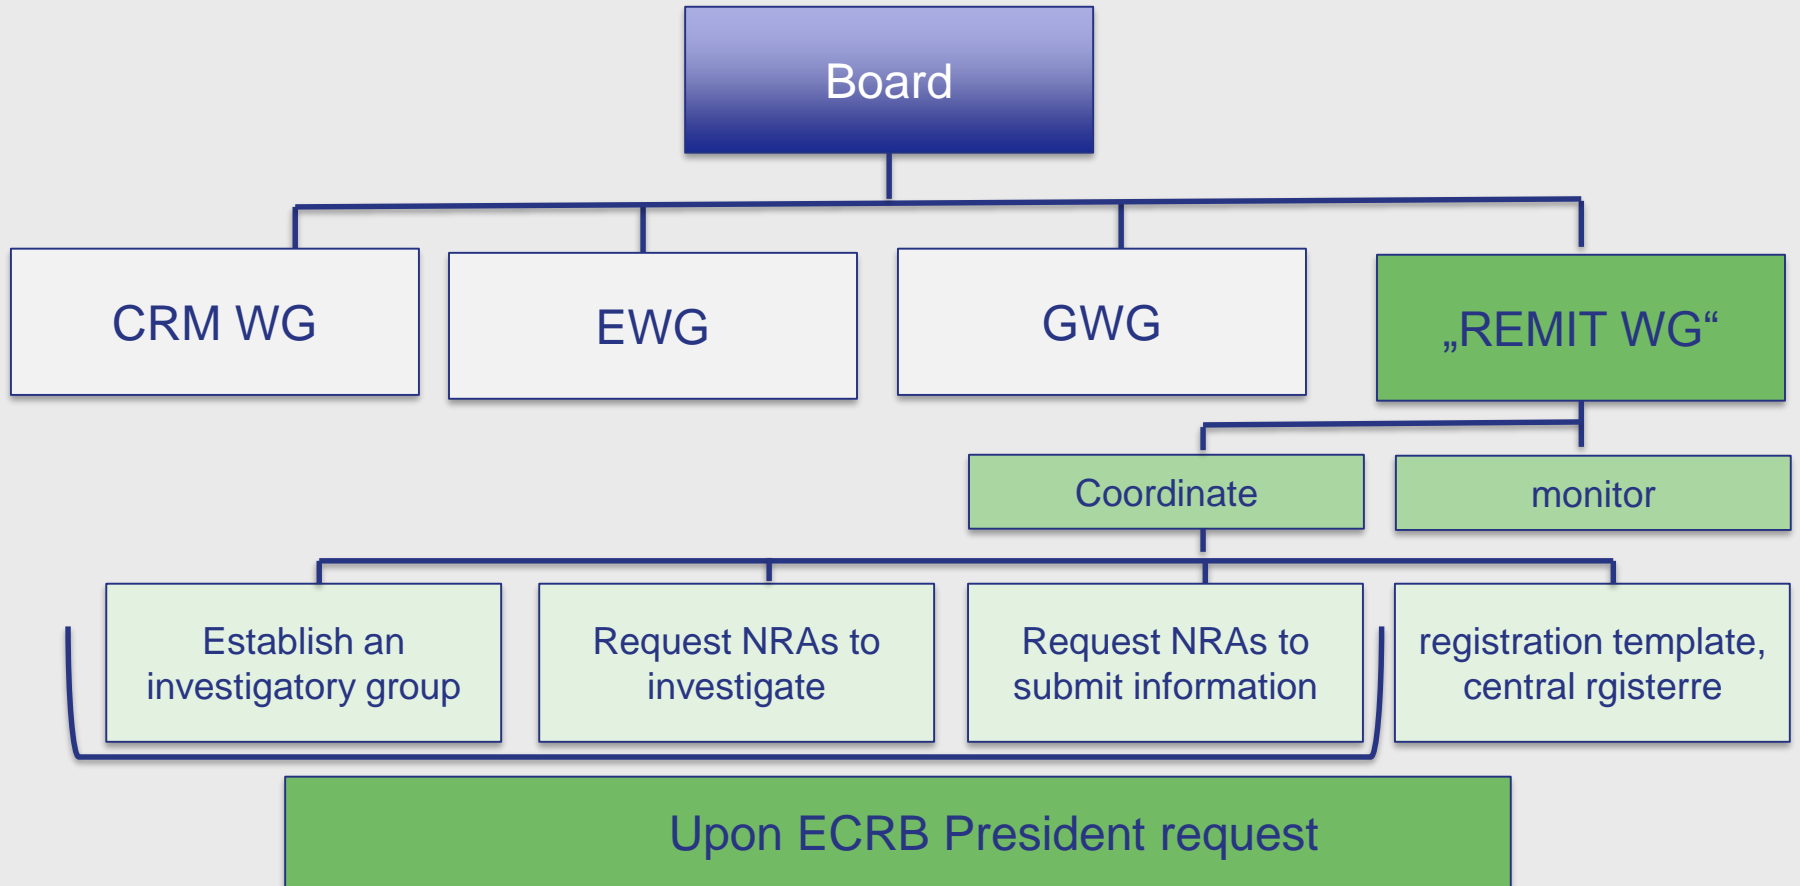 Board
CRM WG
EWG
GWG
„REMIT WG“
Coordinate
monitor
Establish an
investigatory group
Request NRAs to
investigate
Request NRAs to
submit information
registration template,
central rgisterre
Upon ECRB President request